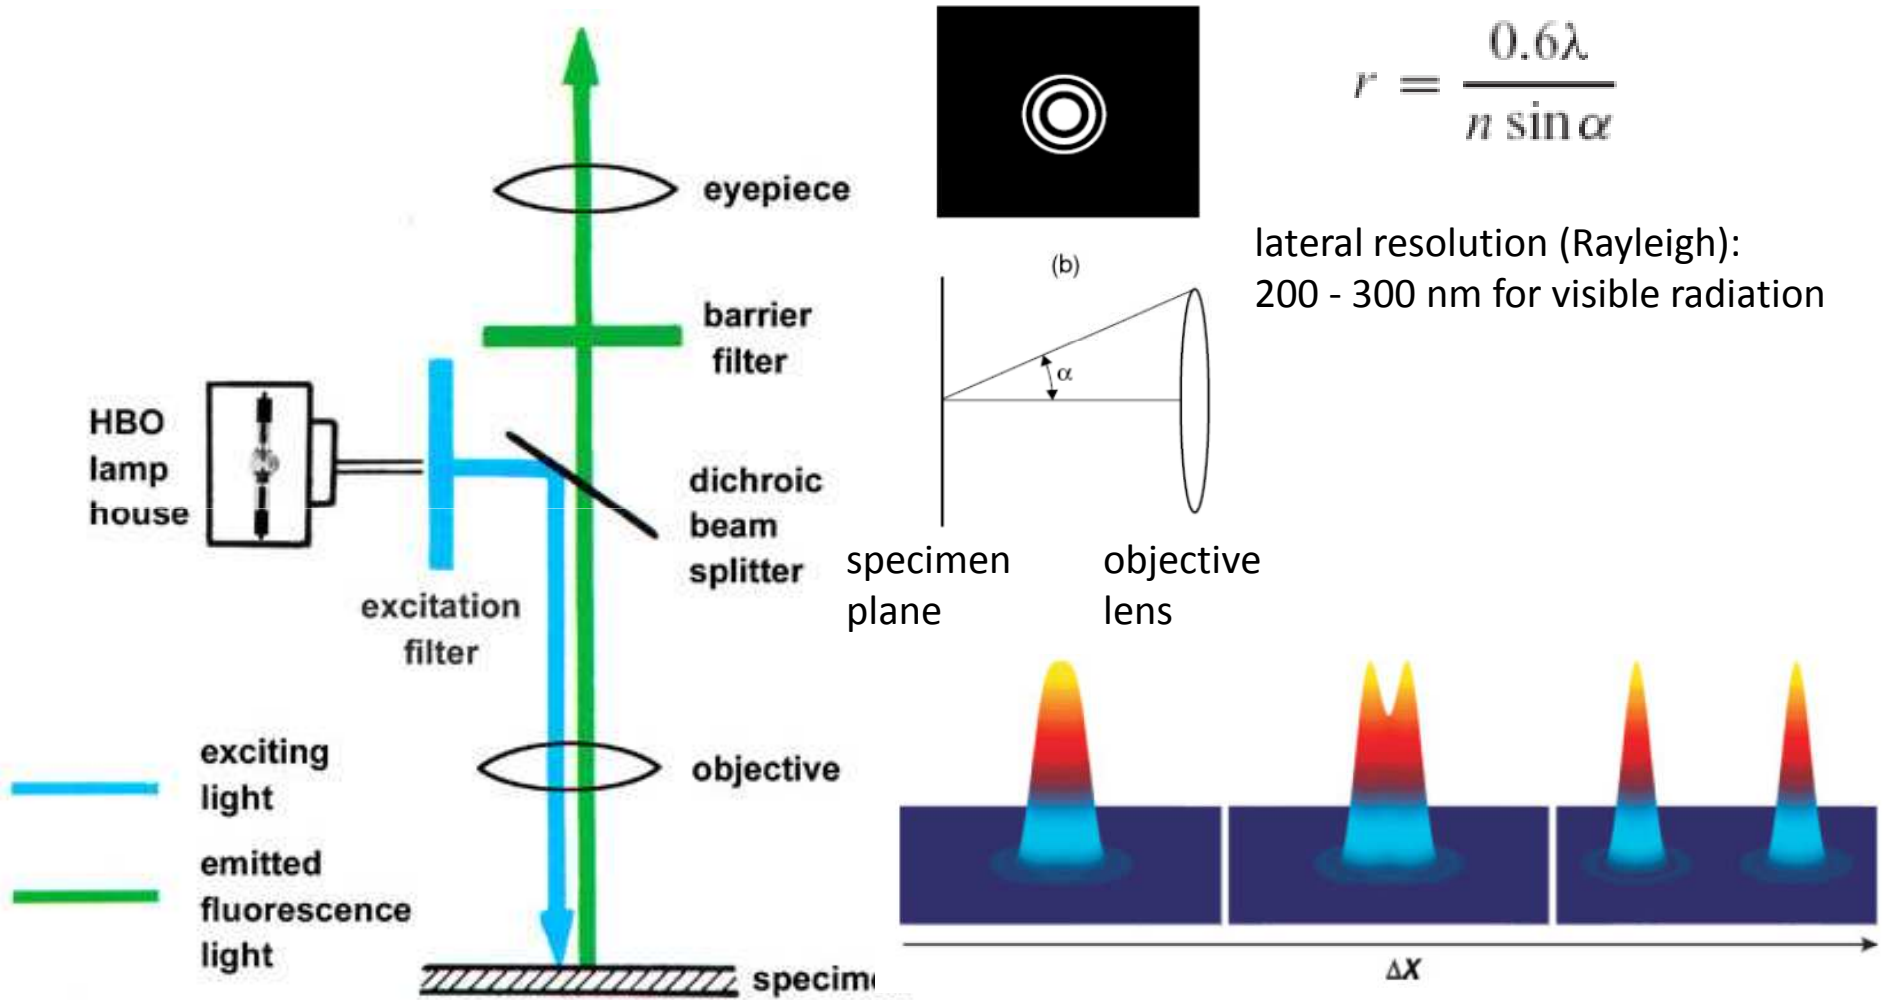 eyepiece
barrier
filter
HBO
lamp
house
dichroic
beam
splitter
excitation
filter
exciting
light
objective
emitted
fluorescence
light
specime
(b)
α
specimen
plane
objective
lens
r = 0.6λ / n sin α
lateral resolution (Rayleigh):
200 - 300 nm for visible radiation
ΔX